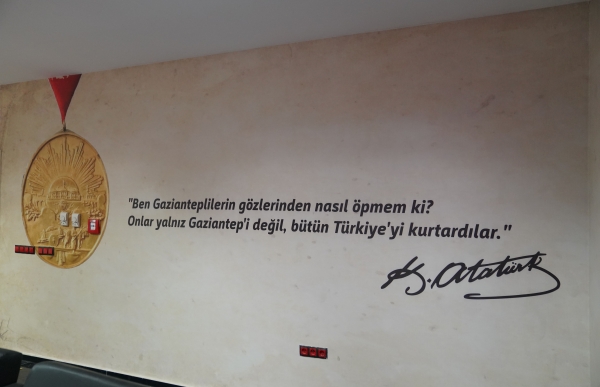 "Ben Gazianteplilerin gözlerinden nasıl öpmem ki?
Onlar yalnız Gaziantep'i değil, bütün Türkiye'yi kurtardılar."
K. Atatürk